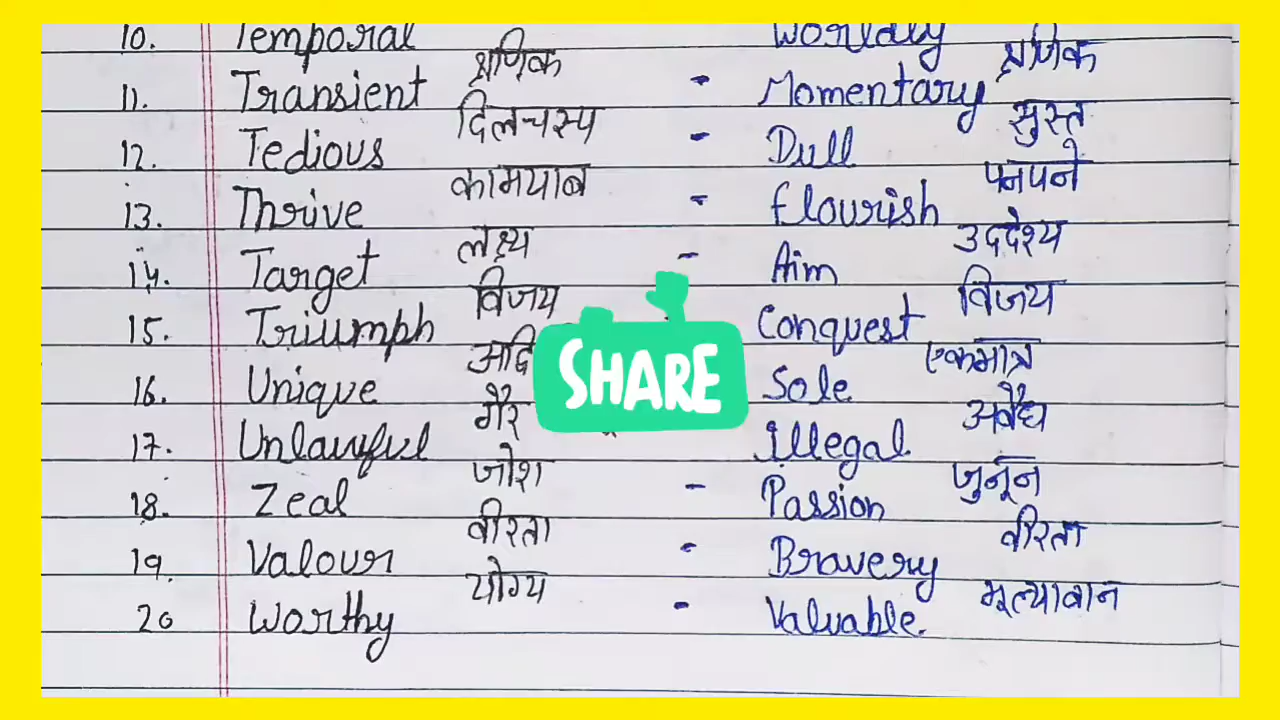 10. Temporal Worldly
क्षणिक क्षणिक
11. Transient - Momentary
दिलचस्प सुस्त
12. Tedious - Dull
कामयाब पनपने
13. Thrive - Flourish
लक्ष्य उददेश्य
14. Target - Aim
विजय विजय
15. Triumph Conquest
एकमात्र
16. Unique Sole
गैर अवैध
17. Unlawful Illegal
जोश जुर्नून
18. Zeal - Passion
वीरता वीरता
19. Valour - Bravery
योग्य मूल्यावान
20 Worthy - Valuable.
SHARE